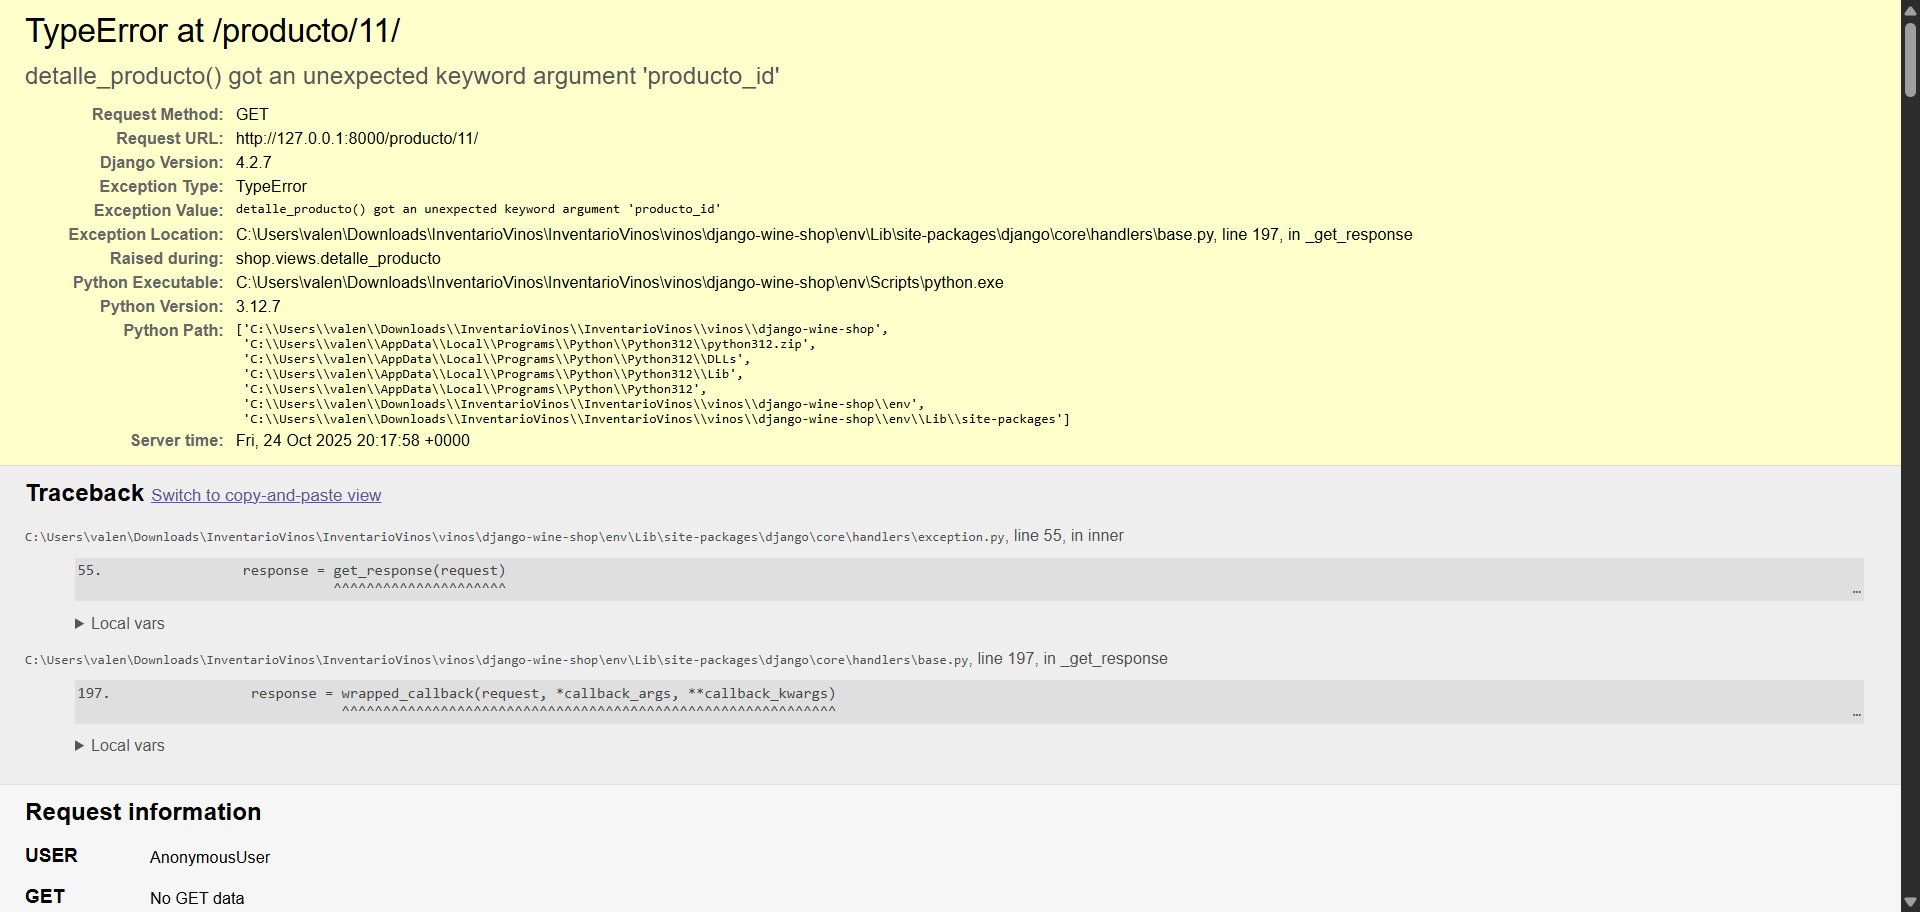 TypeError at /producto/11/
detalle_producto() got an unexpected keyword argument 'producto_id'
Request Method: GET
Request URL: http://127.0.0.1:8000/producto/11/
Django Version: 4.2.7
Exception Type: TypeError
Exception Value: detalle_producto() got an unexpected keyword argument 'producto_id'
Exception Location: C:\Users\valen\Downloads\InventarioVinos\InventarioVinos\vinos\django-wine-shop\env\Lib\site-packages\django\core\handlers\base.py, line 197, in _get_response
Raised during: shop.views.detalle_producto
Python Executable: C:\Users\valen\Downloads\InventarioVinos\InventarioVinos\vinos\django-wine-shop\env\Scripts\python.exe
Python Version: 3.12.7
Python Path: ['C:\\Users\\valen\\Downloads\\InventarioVinos\\InventarioVinos\\vinos\\django-wine-shop',
'C:\\Users\\valen\\AppData\\Local\\Programs\\Python\\Python312\\python312.zip',
'C:\\Users\\valen\\AppData\\Local\\Programs\\Python\\Python312\\DLLs',
'C:\\Users\\valen\\AppData\\Local\\Programs\\Python\\Python312\\Lib',
'C:\\Users\\valen\\AppData\\Local\\Programs\\Python\\Python312',
'C:\\Users\\valen\\Downloads\\InventarioVinos\\InventarioVinos\\vinos\\django-wine-shop\\env',
'C:\\Users\\valen\\Downloads\\InventarioVinos\\InventarioVinos\\vinos\\django-wine-shop\\env\\Lib\\site-packages']
Server time: Fri, 24 Oct 2025 20:17:58 +0000
Traceback Switch to copy-and-paste view
C:\Users\valen\Downloads\InventarioVinos\InventarioVinos\vinos\django-wine-shop\env\Lib\site-packages\django\core\handlers\exception.py, line 55, in inner
55. response = get_response(request)
^^^^^^^^^^^^^^^^^^^^^ …
▶ Local vars
C:\Users\valen\Downloads\InventarioVinos\InventarioVinos\vinos\django-wine-shop\env\Lib\site-packages\django\core\handlers\base.py, line 197, in _get_response
197. response = wrapped_callback(request, *callback_args, **callback_kwargs)
^^^^^^^^^^^^^^^^^^^^^^^^^^^^^^^^^^^^^^^^^^^^^^^^^^^^^^^^^^^^ …
▶ Local vars
Request information
USER AnonymousUser
GET No GET data